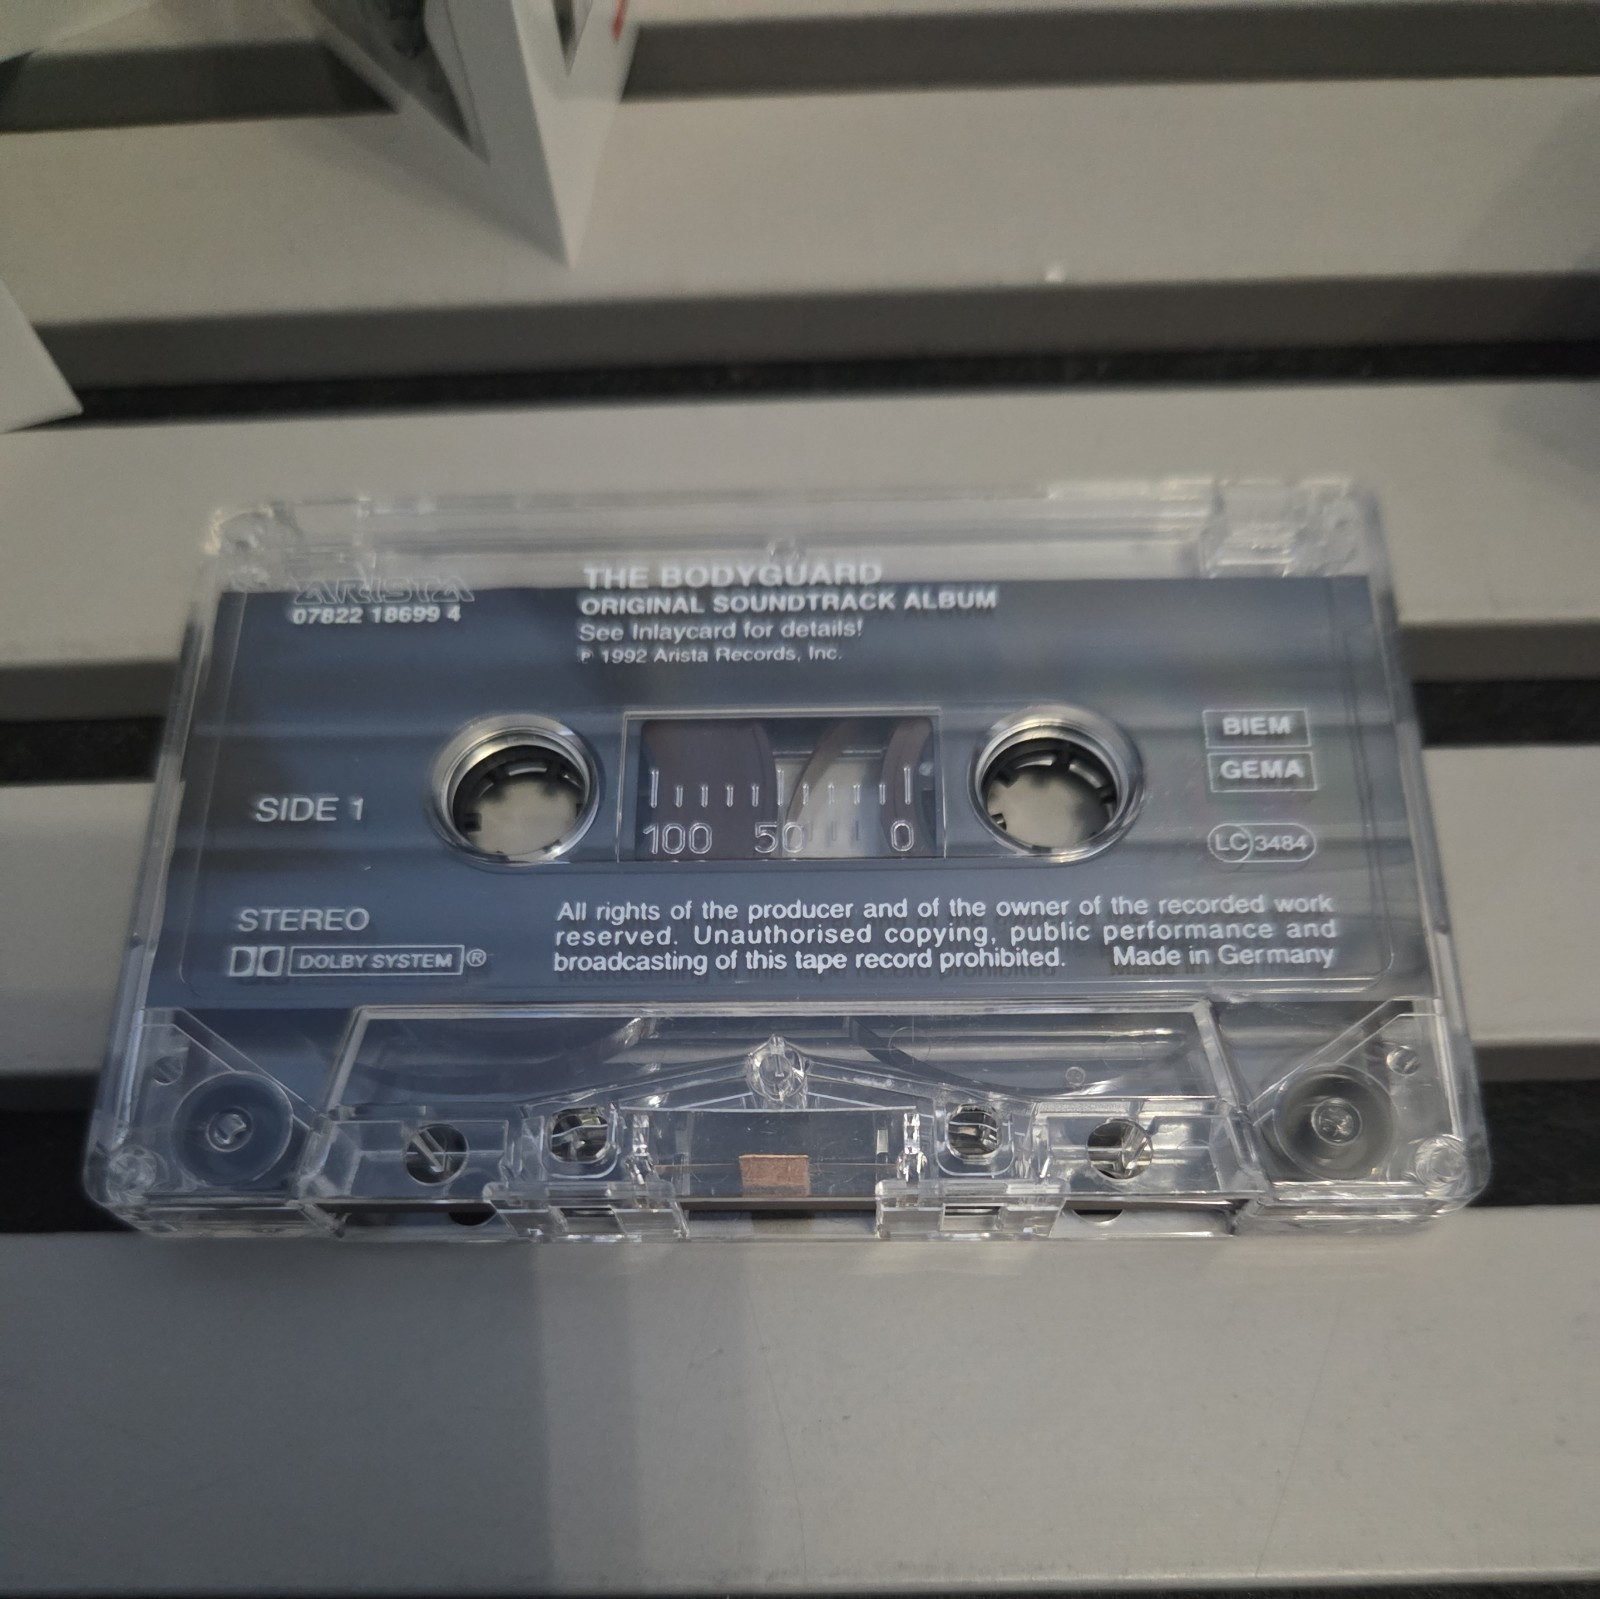 ARISTA
07822 18699 4
THE BODYGUARD
ORIGINAL SOUNDTRACK ALBUM
See Inlaycard for details!
℗ 1992 Arista Records, Inc.
SIDE 1
100 50 0
BIEM
GEMA
LC 3484
STEREO
DOLBY SYSTEM®
All rights of the producer and of the owner of the recorded work
reserved. Unauthorised copying, public performance and
broadcasting of this tape record prohibited. Made in Germany